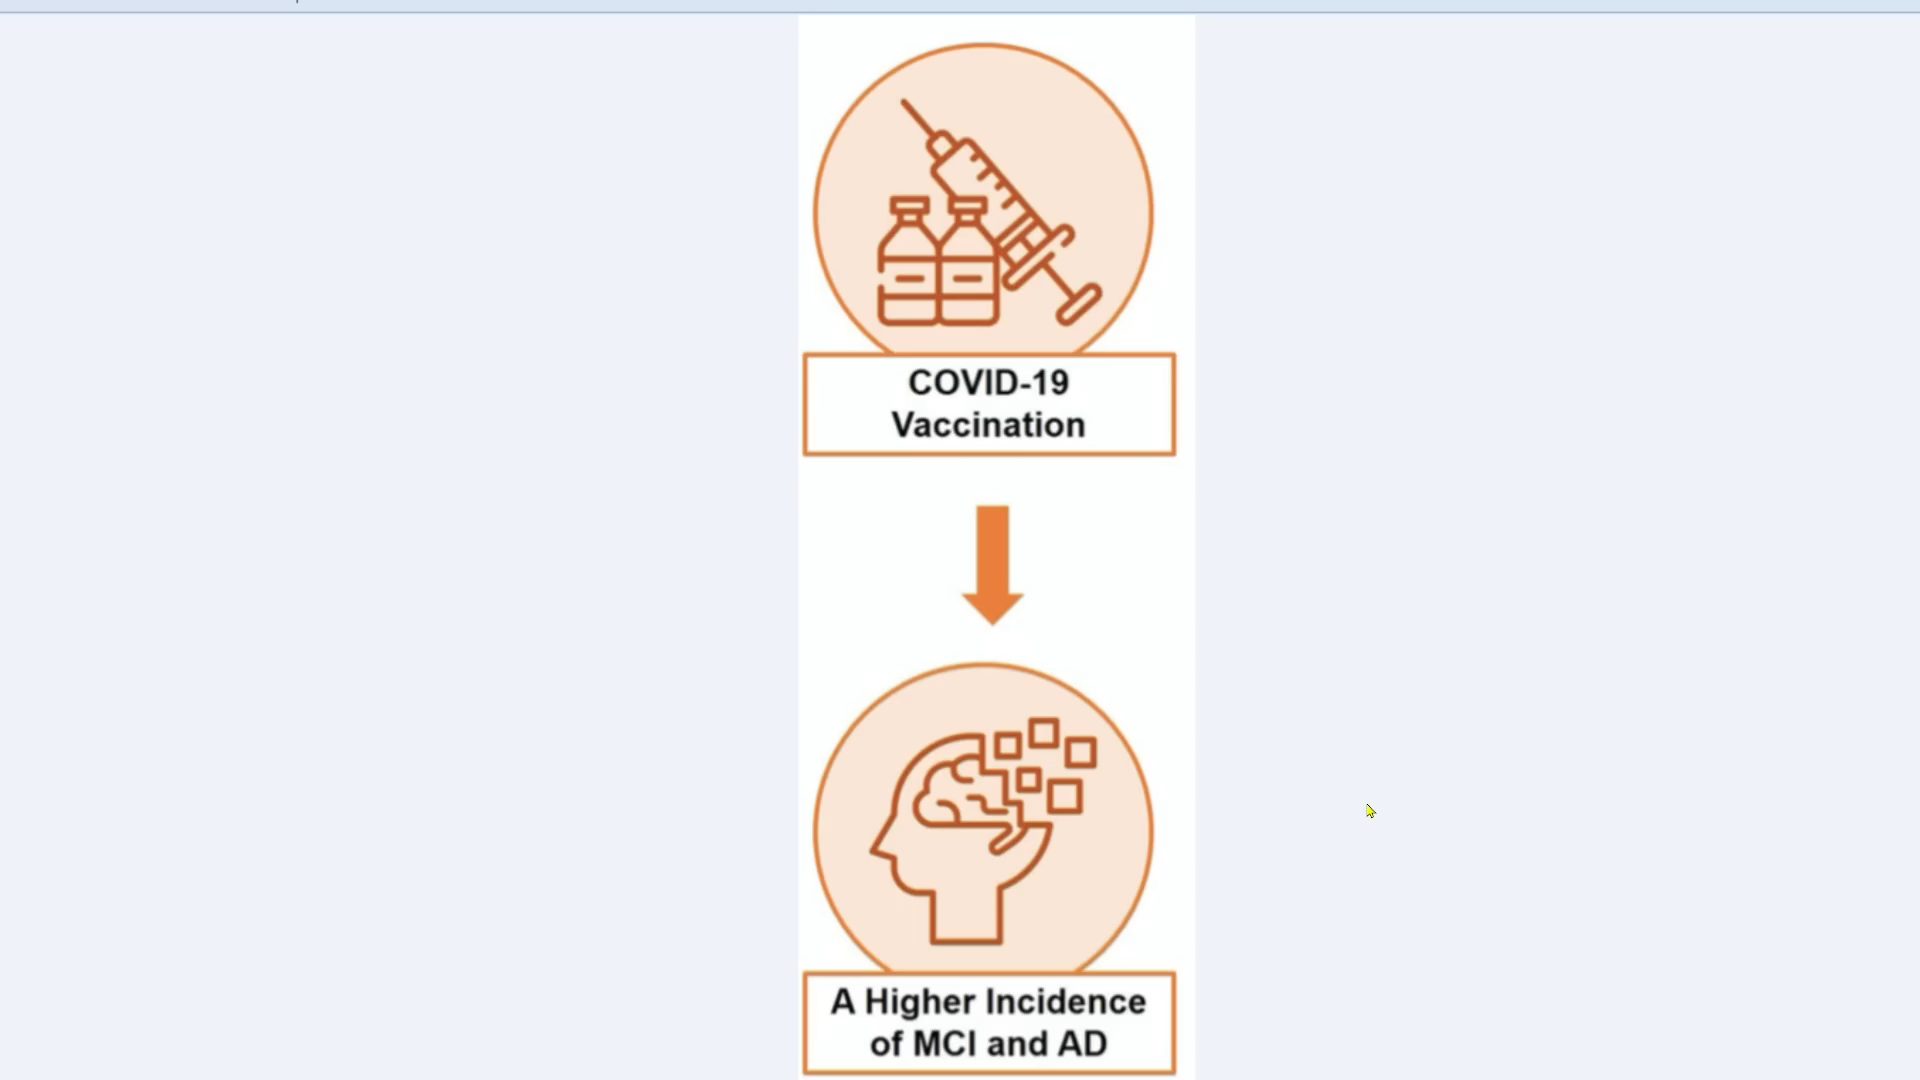 COVID-19
Vaccination
A Higher Incidence
of MCI and AD